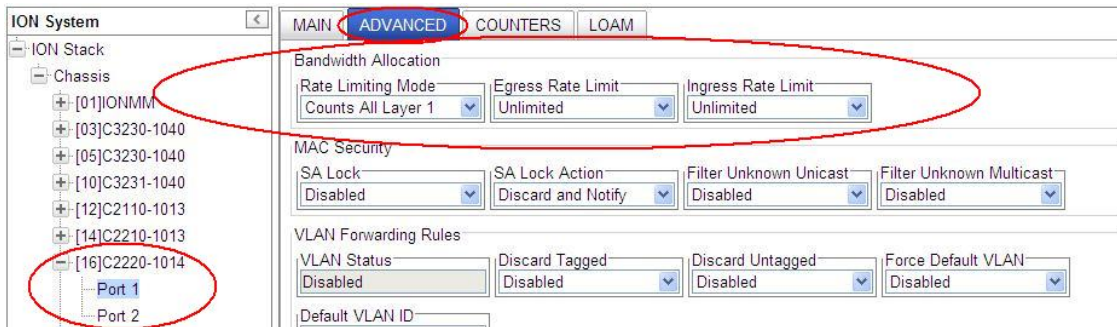 ION System
ION Stack
Chassis
[01]IONMM
[03]C3230-1040
[05]C3230-1040
[10]C3231-1040
[12]C2110-1013
[14]C2210-1013
[16]C2220-1014
Port 1
Port 2
MAIN ADVANCED COUNTERS LOAM
Bandwidth Allocation
Rate Limiting Mode Egress Rate Limit Ingress Rate Limit
Counts All Layer 1 Unlimited Unlimited
MAC Security
SA Lock SA Lock Action Filter Unknown Unicast Filter Unknown Multicast
Disabled Discard and Notify Disabled Disabled
VLAN Forwarding Rules
VLAN Status Discard Tagged Discard Untagged Force Default VLAN
Disabled Disabled Disabled Disabled
Default VLAN ID